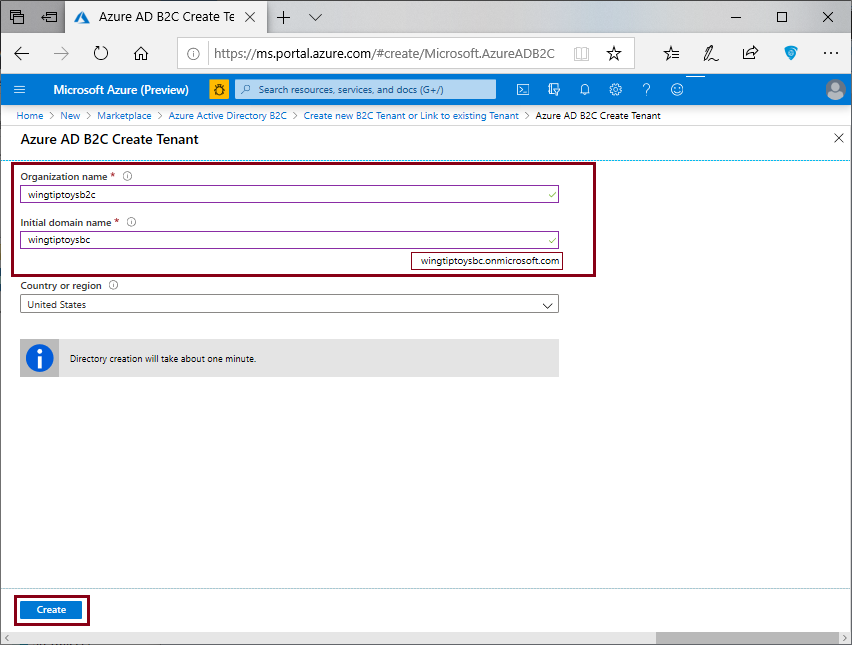 Azure AD B2C Create Te
https://ms.portal.azure.com/#create/Microsoft.AzureADB2C
Microsoft Azure (Preview)
Search resources, services, and docs (G+/)
Home > New > Marketplace > Azure Active Directory B2C > Create new B2C Tenant or Link to existing Tenant > Azure AD B2C Create Tenant
Azure AD B2C Create Tenant
Organization name *
wingtiptoysb2c
Initial domain name *
wingtiptoysbc
wingtiptoysbc.onmicrosoft.com
Country or region
United States
Directory creation will take about one minute.
Create